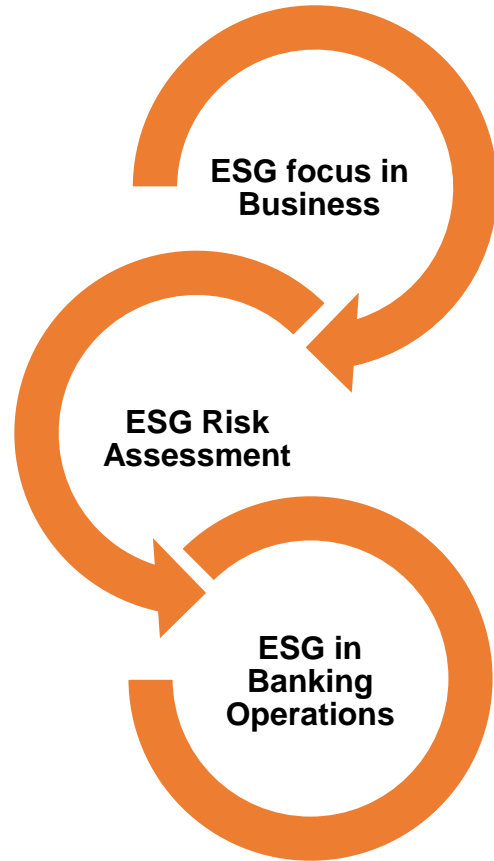 ESG focus in
Business
ESG Risk
Assessment
ESG in
Banking
Operations